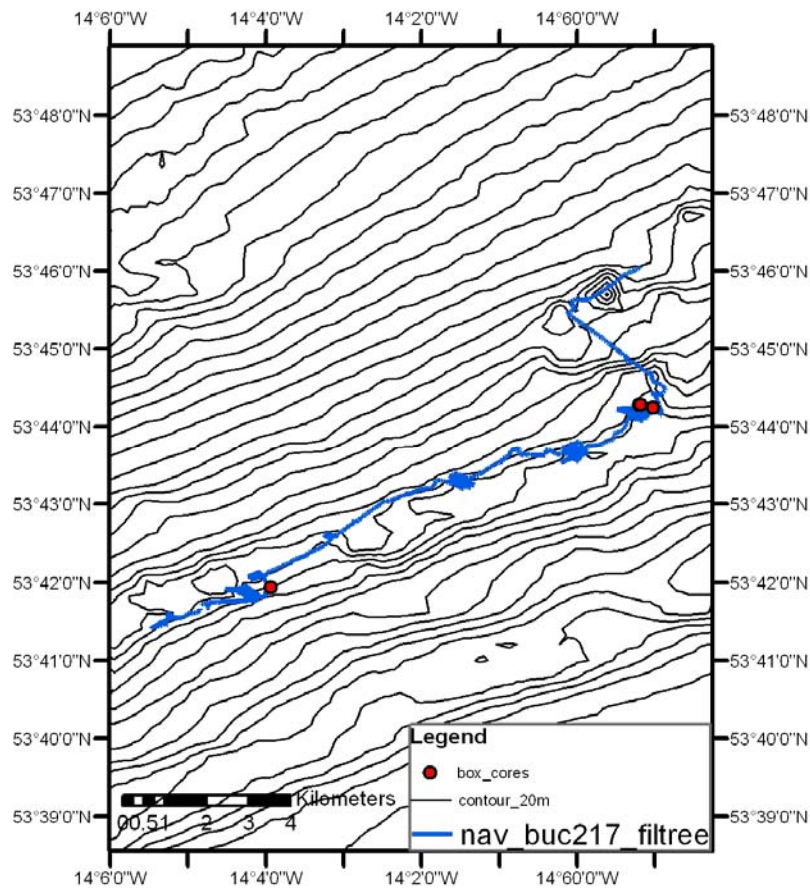 14°6'0"W 14°4'0"W 14°2'0"W 14°60'0"W
53°48'0"N 53°48'0"N
53°47'0"N 53°47'0"N
53°46'0"N 53°46'0"N
53°45'0"N 53°45'0"N
53°44'0"N 53°44'0"N
53°43'0"N 53°43'0"N
53°42'0"N 53°42'0"N
53°41'0"N 53°41'0"N
53°40'0"N 53°40'0"N
Legend
box_cores
contour_20m
nav_buc217_filtree
Kilometers
00.51 2 3 4
53°39'0"N 53°39'0"N
14°6'0"W 14°4'0"W 14°2'0"W 14°60'0"W